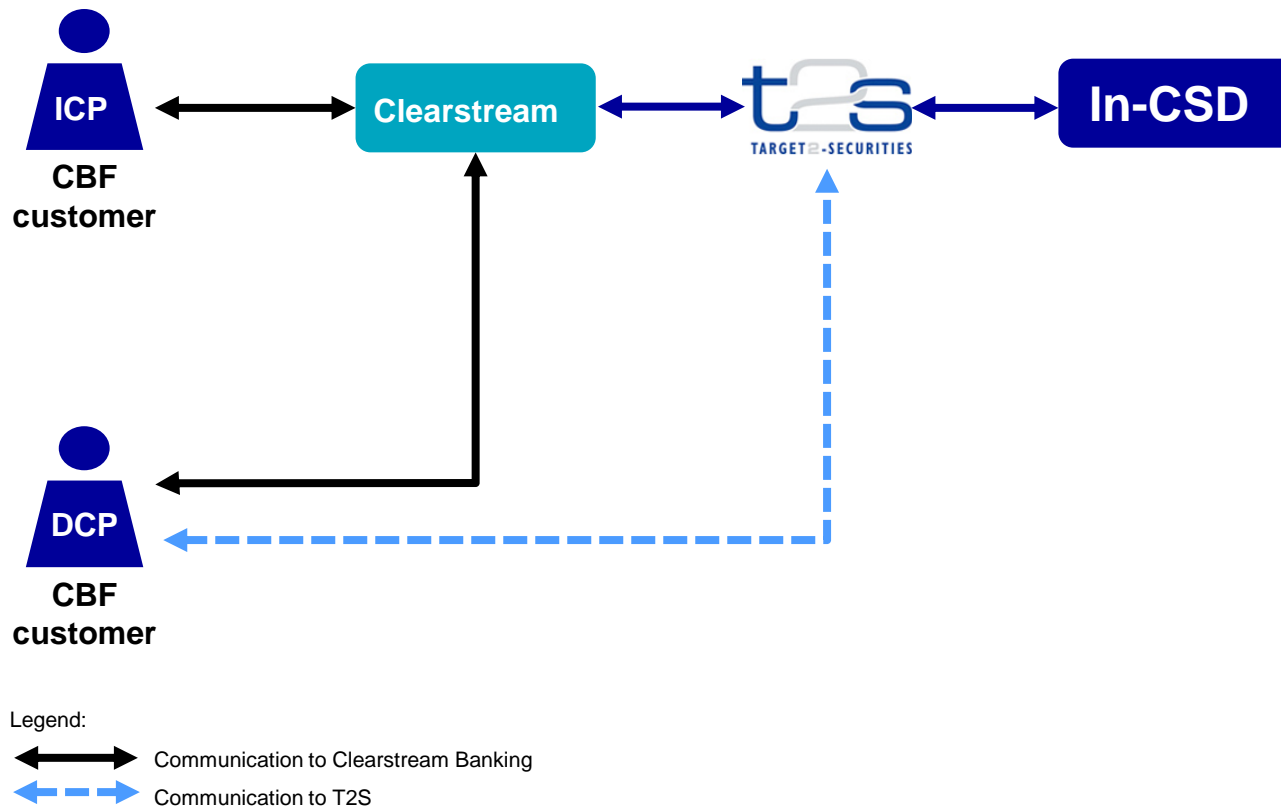 ICP
CBF
customer
Clearstream
t2s
TARGET2-SECURITIES
In-CSD
DCP
CBF
customer
Legend:
Communication to Clearstream Banking
Communication to T2S